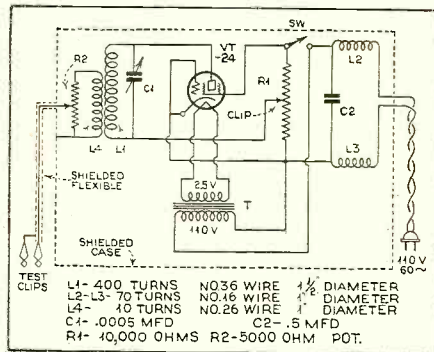 SW
R2
VT
-24
R1
L2
C1
CLIP
C2
L4
L1
L3
SHIELDED
FLEXIBLE
2.5V
T
110V
SHIELDED
CASE
TEST
CLIPS
110V
60~
L1- 400 TURNS NO.36 WIRE 1½" DIAMETER
L2-L3- 70 TURNS NO.16 WIRE 1" DIAMETER
L4- 10 TURNS NO.26 WIRE 1" DIAMETER
C1- .0005 MFD C2- .5 MFD
R1- 10,000 OHMS R2-5000 OHM POT.